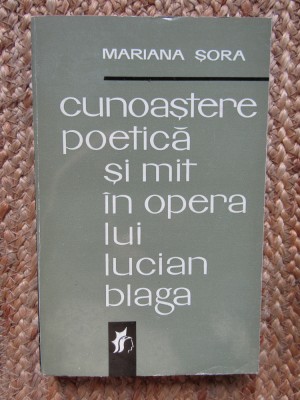 MARIANA ŞORA
cunoaştere
poetică
şi mit
în opera
lui
lucian
blaga